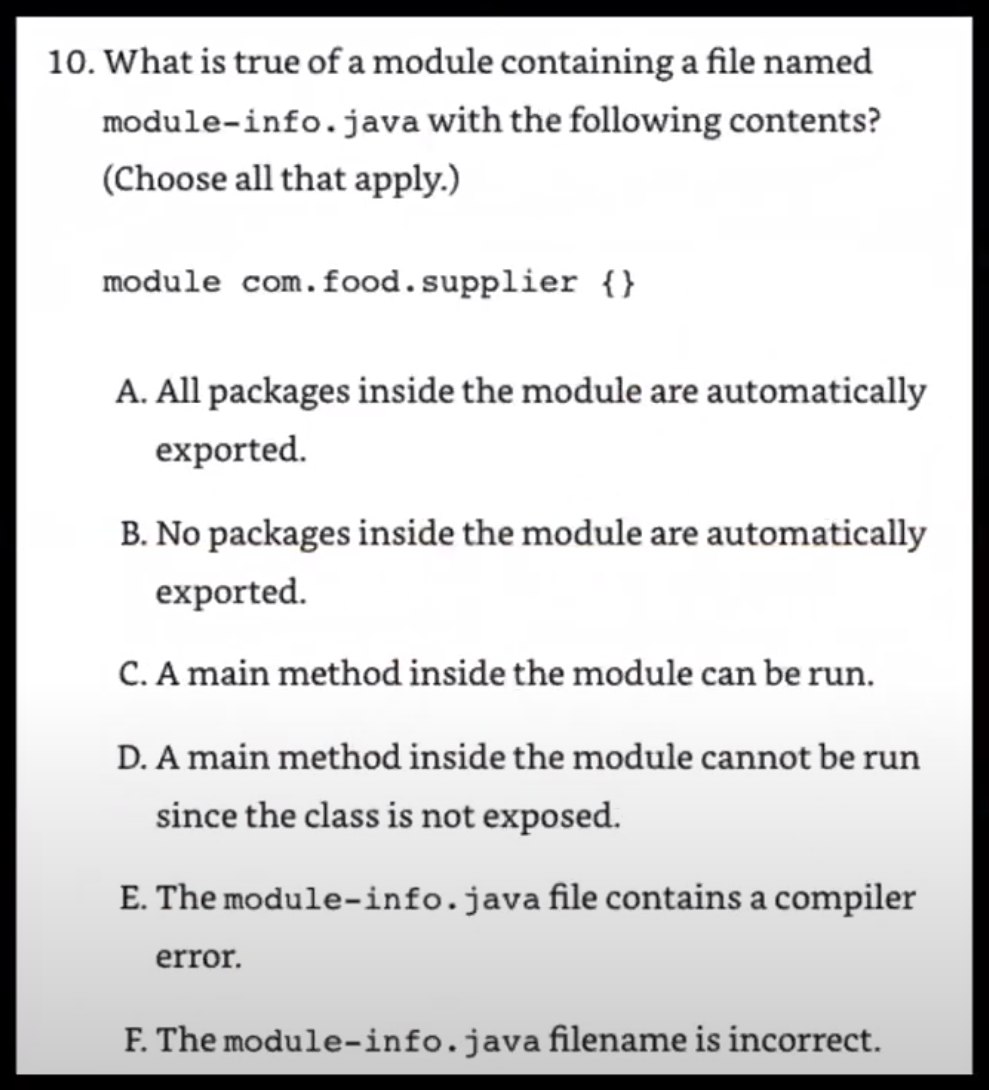 10. What is true of a module containing a file named
module-info.java with the following contents?
(Choose all that apply.)
module com.food.supplier {}
A. All packages inside the module are automatically
exported.
B. No packages inside the module are automatically
exported.
C. A main method inside the module can be run.
D. A main method inside the module cannot be run
since the class is not exposed.
E. The module-info.java file contains a compiler
error.
F. The module-info.java filename is incorrect.